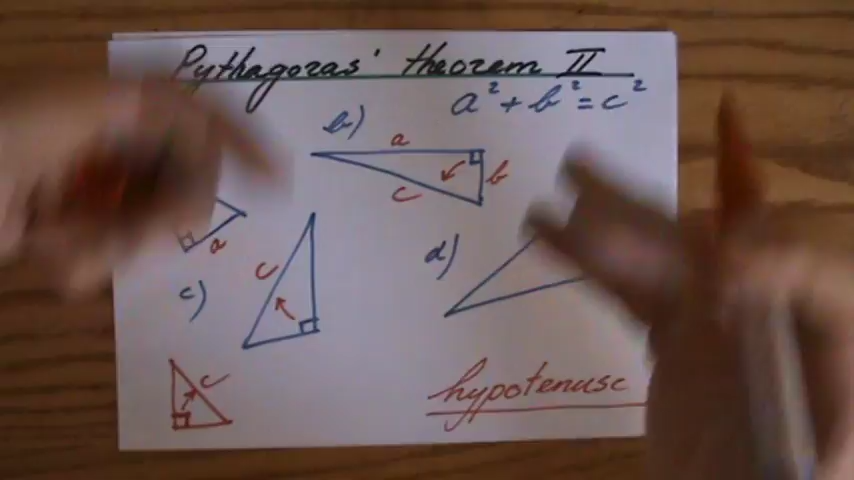 Pythagoras' theorem II
a² + b² = c²
b)
a
b
c
a
c)
c
d)
c
hypotenuse